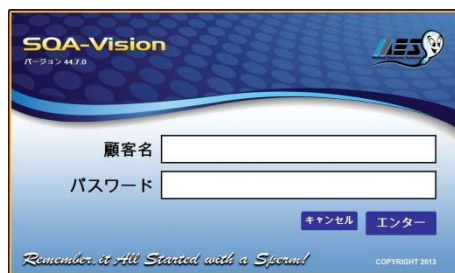 SQA-Vision
バージョン 44.7.0
MES
顧客名
パスワード
キャンセル エンター
Remember, it All Started with a Sperm!
COPYRIGHT 2013